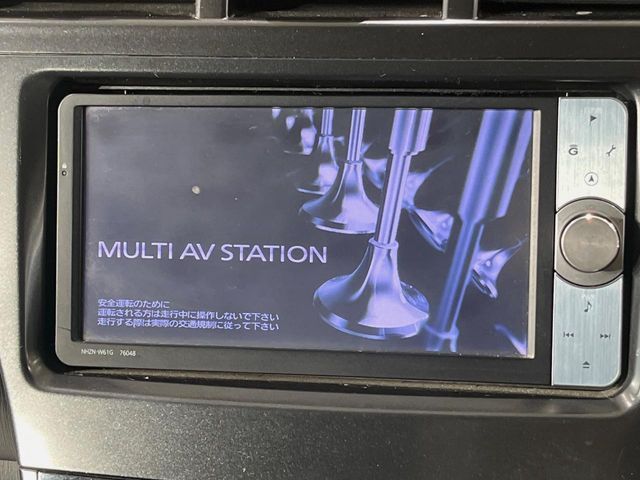 MULTI AV STATION
安全運転のために
運転される方は走行中に操作しないで下さい
走行する際は実際の交通規制に従って下さい
NHZN-W61G 76048
G